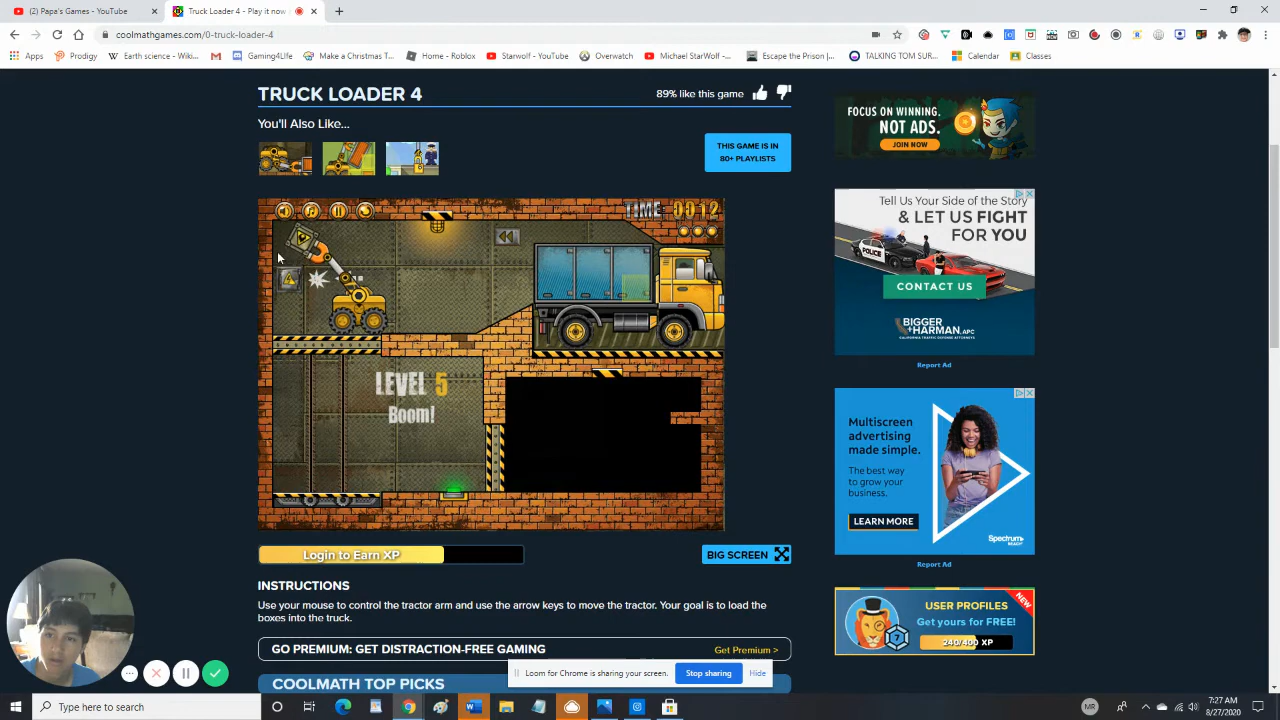 (2) Papa's Games - YouTube
Truck Loader 4 - Play it now
coolmathgames.com/0-truck-loader-4
Apps
Prodigy
Earth science - Wiki...
Gaming4Life
Make a Christmas T...
Home - Roblox
Starwolf - YouTube
Overwatch
Michael StarWolf -...
Escape the Prison |...
TALKING TOM SUR...
Calendar
Classes
TRUCK LOADER 4
89% like this game
You'll Also Like...
THIS GAME IS IN
80+ PLAYLISTS
TIME 00:12
LEVEL 5
Boom!
Login to Earn XP
BIG SCREEN
INSTRUCTIONS
Use your mouse to control the tractor arm and use the arrow keys to move the tractor. Your goal is to load the
boxes into the truck.
GO PREMIUM: GET DISTRACTION-FREE GAMING
Get Premium >
COOLMATH TOP PICKS
FOCUS ON WINNING.
NOT ADS.
JOIN NOW
Tell Us Your Side of the Story
& LET US FIGHT
FOR YOU
CONTACT US
BIGGER
+HARMAN, APC
CALIFORNIA TRAFFIC DEFENSE ATTORNEYS
Report Ad
Multiscreen
advertising
made simple.
The best way
to grow your
business.
LEARN MORE
Spectrum
REACH
Report Ad
NEW
USER PROFILES
Get yours for FREE!
240/400 XP
Loom for Chrome is sharing your screen.
Stop sharing
Hide
Type here to search
MR
7:27 AM
8/27/2020